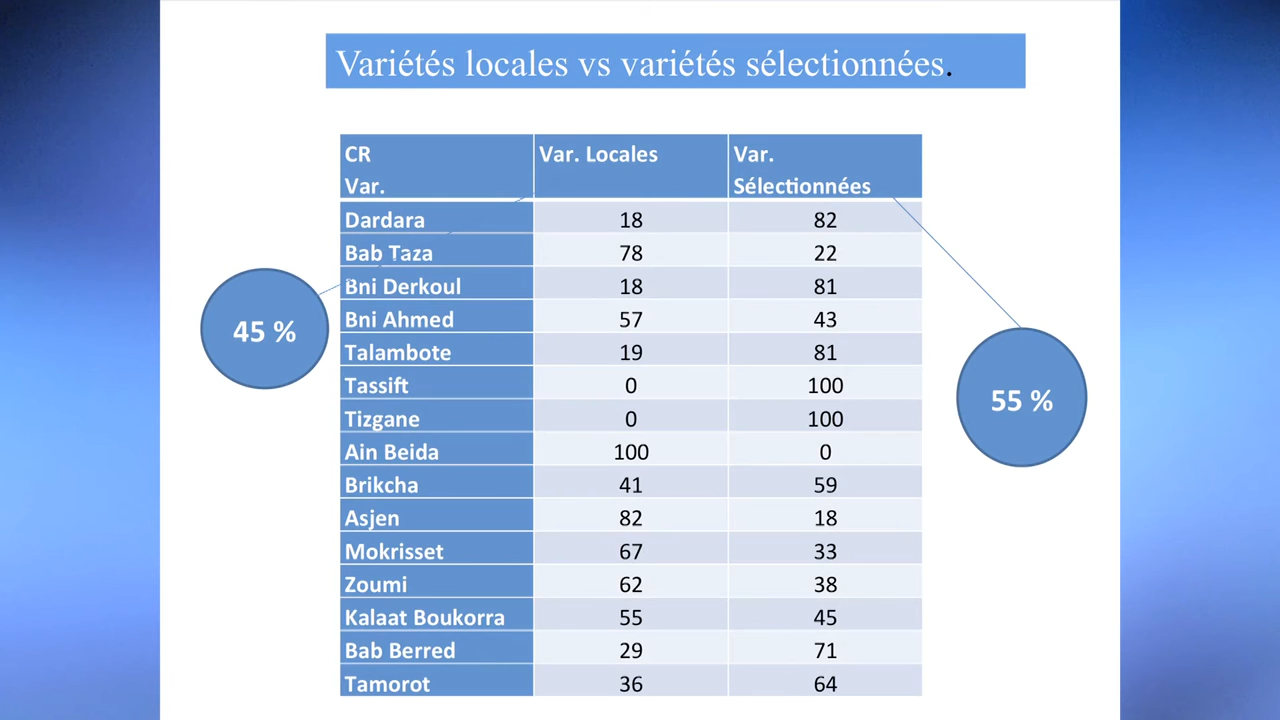 Variétés locales vs variétés sélectionnées.
CR Var. Locales Var.
Var. Sélectionnées
Dardara 18 82
Bab Taza 78 22
Bni Derkoul 18 81
Bni Ahmed 57 43
Talambote 19 81
Tassift 0 100
Tizgane 0 100
Ain Beida 100 0
Brikcha 41 59
Asjen 82 18
Mokrisset 67 33
Zoumi 62 38
Kalaat Boukorra 55 45
Bab Berred 29 71
Tamorot 36 64
45 %
55 %